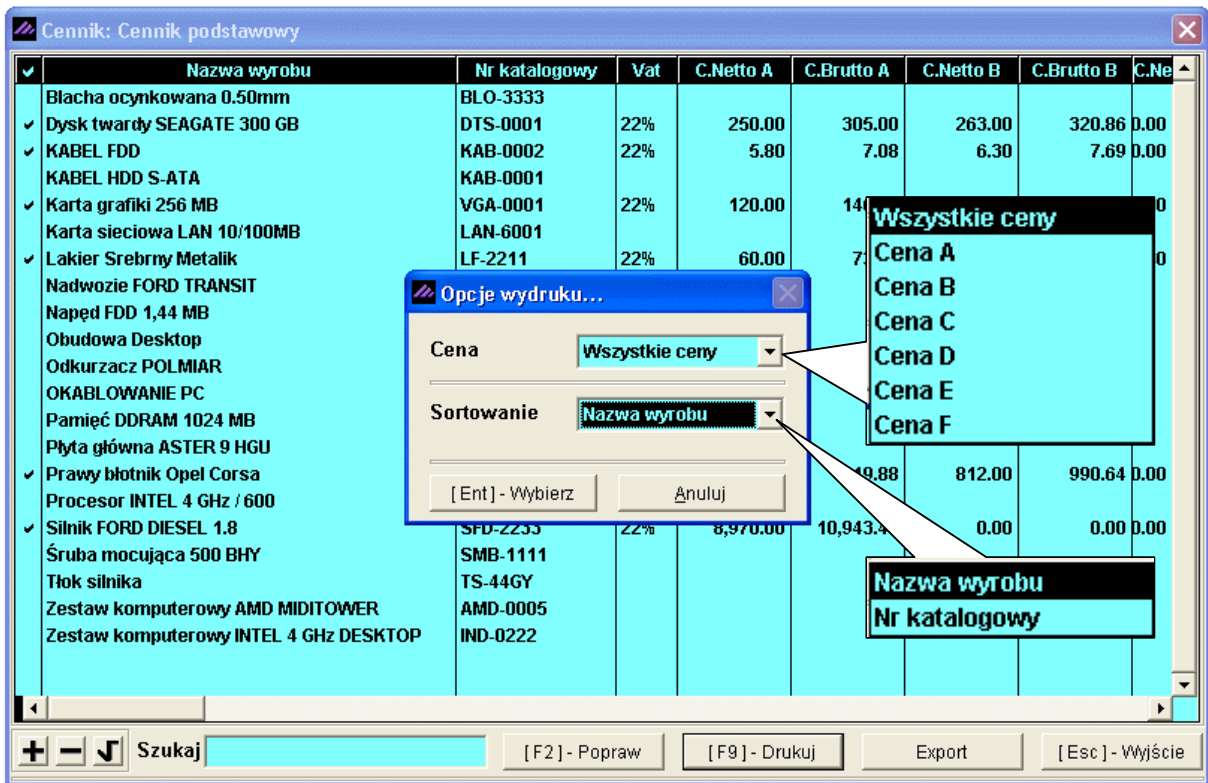 Cennik: Cennik podstawowy
Nazwa wyrobu Nr katalogowy Vat C.Netto A C.Brutto A C.Netto B C.Brutto B C.Ne
Blacha ocynkowana 0.50mm BLO-3333
Dysk twardy SEAGATE 300 GB DTS-0001 22% 250.00 305.00 263.00 320.86 0.00
KABEL FDD KAB-0002 22% 5.80 7.08 6.30 7.69 0.00
KABEL HDD S-ATA KAB-0001
Karta grafiki 256 MB VGA-0001 22% 120.00
Karta sieciowa LAN 10/100MB LAN-6001
Lakier Srebrny Metalik LF-2211 22% 60.00
Nadwozie FORD TRANSIT
Napęd FDD 1,44 MB
Obudowa Desktop
Odkurzacz POLMIAR
OKABLOWANIE PC
Pamięć DDRAM 1024 MB
Płyta główna ASTER 9 HGU
Prawy błotnik Opel Corsa 812.00 990.64 0.00
Procesor INTEL 4 GHz / 600
Silnik FORD DIESEL 1.8 SFD-2233 22% 8,970.00 10,943.4 0.00 0.00 0.00
Śruba mocująca 500 BHY SMB-1111
Tłok silnika TS-44GY
Zestaw komputerowy AMD MIDITOWER AMD-0005
Zestaw komputerowy INTEL 4 GHz DESKTOP IND-0222
Opcje wydruku...
Cena Wszystkie ceny
Sortowanie Nazwa wyrobu
[Ent] - Wybierz Anuluj
Wszystkie ceny
Cena A
Cena B
Cena C
Cena D
Cena E
Cena F
Nazwa wyrobu
Nr katalogowy
Szukaj [F2] - Popraw [F9] - Drukuj Export [Esc] - Wyjście